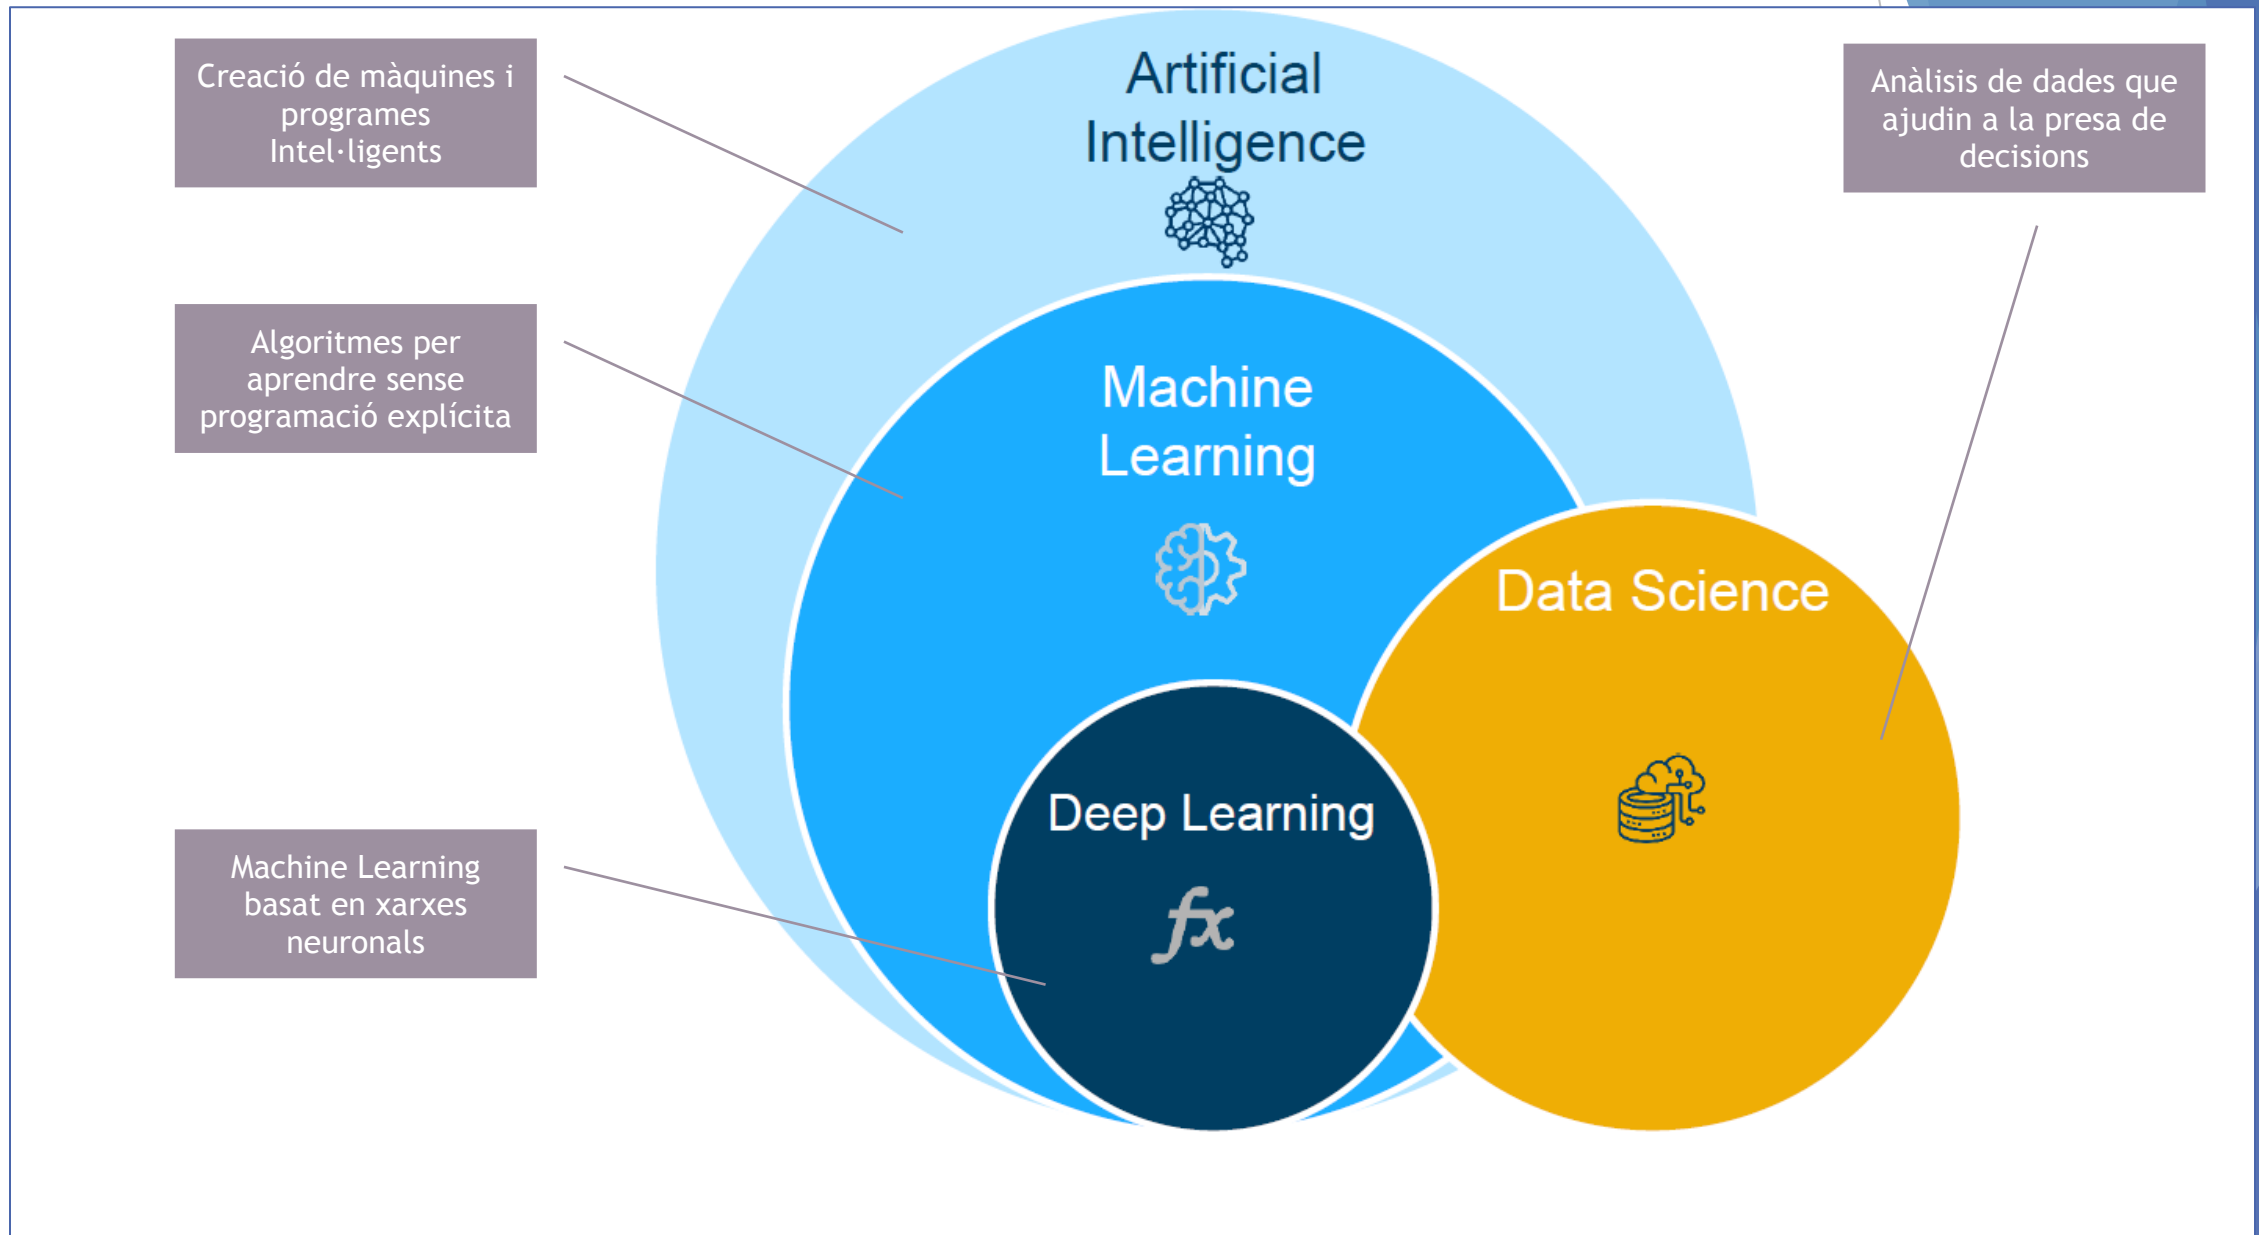 Creació de màquines i
programes
Intel·ligents
Artificial
Intelligence
Anàlisis de dades que
ajudin a la presa de
decisions
Algoritmes per
aprendre sense
programació explícita
Machine
Learning
Data Science
Machine Learning
basat en xarxes
neuronals
Deep Learning
fx